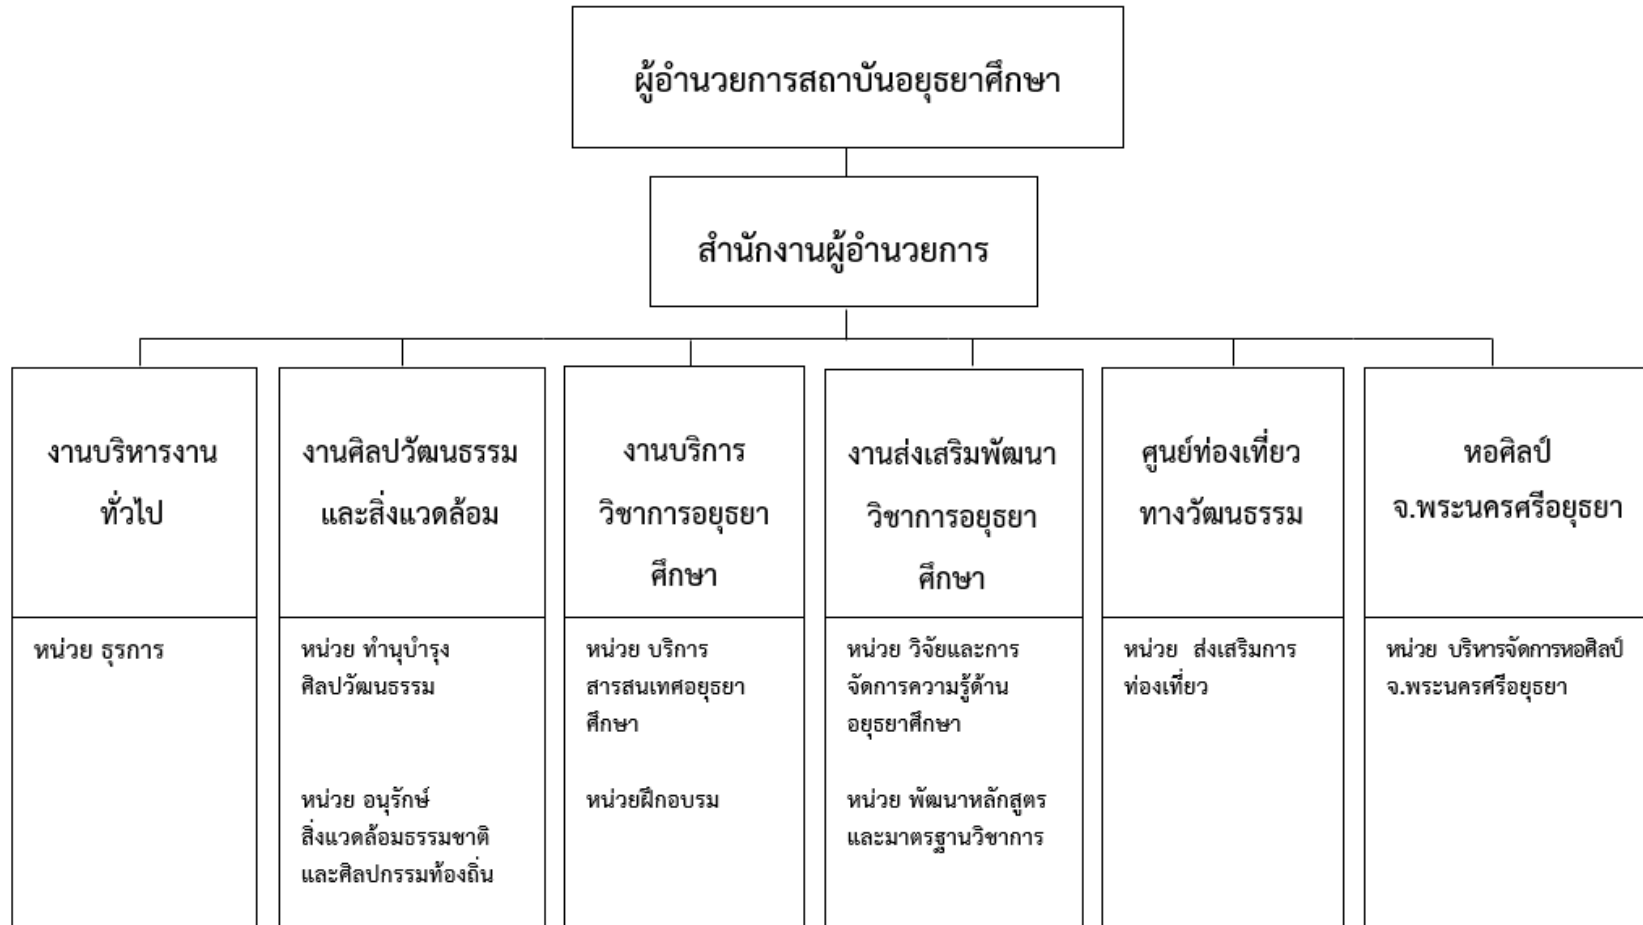 ผู้อำนวยการสถาบันอยุธยาศึกษา
สำนักงานผู้อำนวยการ
งานบริหารงาน
ทั่วไป
งานศิลปวัฒนธรรม
และสิ่งแวดล้อม
งานบริการ
วิชาการอยุธยา
ศึกษา
งานส่งเสริมพัฒนา
วิชาการอยุธยา
ศึกษา
ศูนย์ท่องเที่ยว
ทางวัฒนธรรม
หอศิลป์
จ.พระนครศรีอยุธยา
หน่วย ธุรการ
หน่วย ทำนุบำรุง
ศิลปวัฒนธรรม
หน่วย อนุรักษ์
สิ่งแวดล้อมธรรมชาติ
และศิลปกรรมท้องถิ่น
หน่วย บริการ
สารสนเทศอยุธยา
ศึกษา
หน่วยฝึกอบรม
หน่วย วิจัยและการ
จัดการความรู้ด้าน
อยุธยาศึกษา
หน่วย พัฒนาหลักสูตร
และมาตรฐานวิชาการ
หน่วย ส่งเสริมการ
ท่องเที่ยว
หน่วย บริหารจัดการหอศิลป์
จ.พระนครศรีอยุธยา